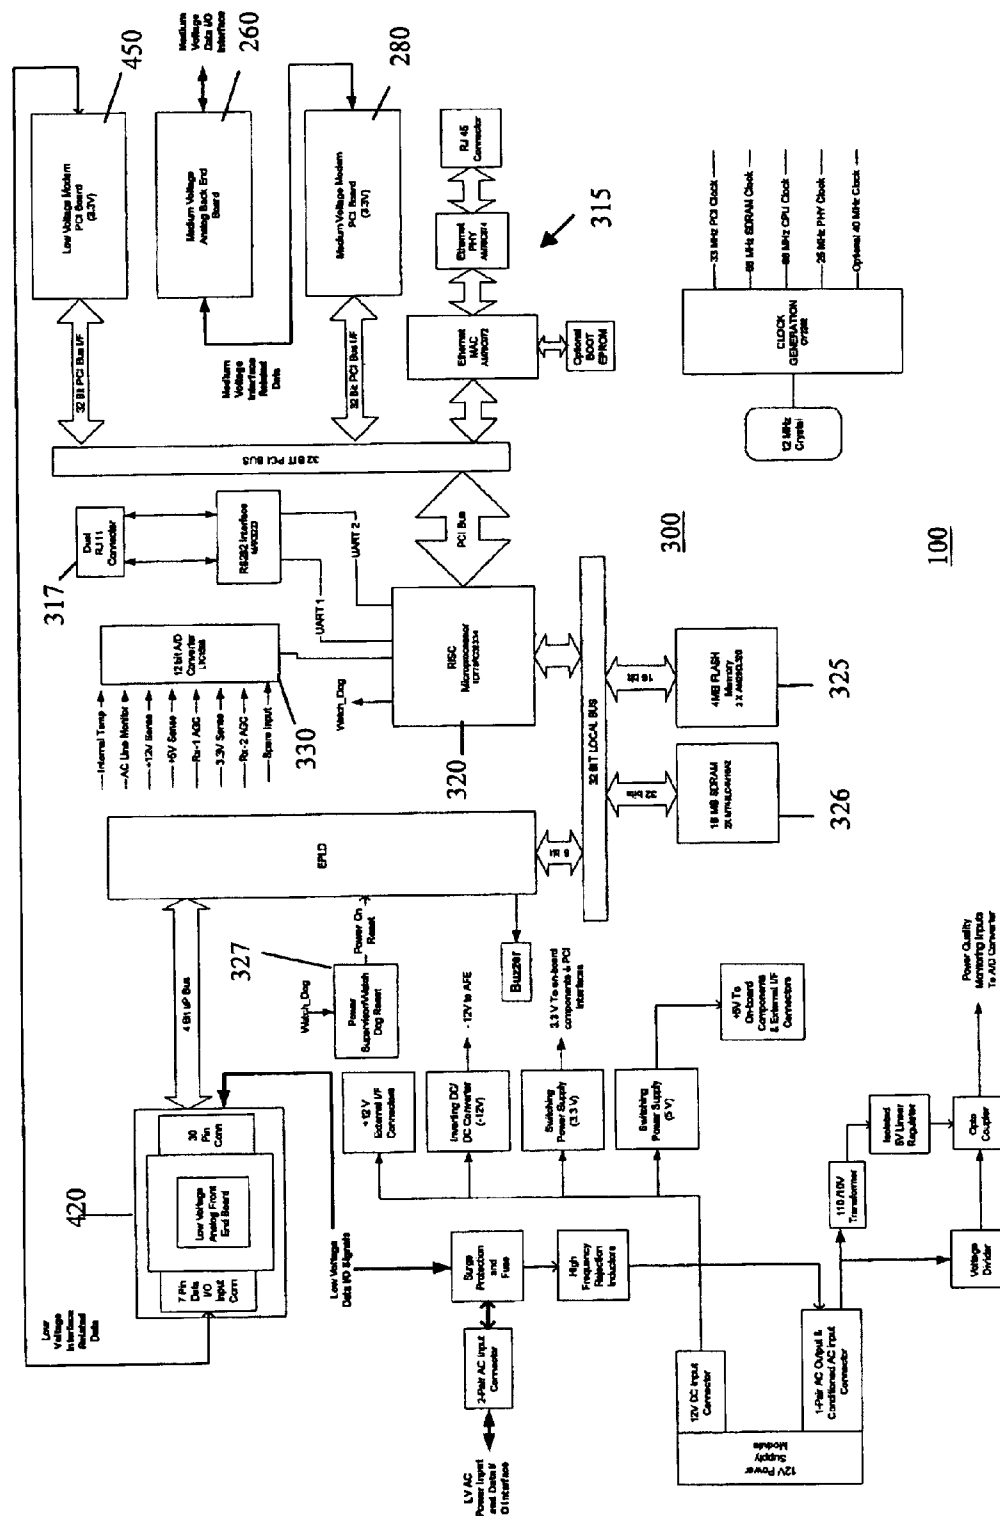 Low Voltage Modem
PCI Board
(3.3V)
450
Medium
Voltage
Data I/O
Interface
Medium Voltage
Analog Back End
Board
260
Medium Voltage Modem
PCI Board
(3.3V)
280
32 Bit PCI Bus I/F
Medium
Voltage
Interface
Related
Data
32 Bit PCI Bus I/F
RJ 45
Connector
Ethernet
PHY
Ethernet
MAC
Optional
BOOT
EPROM
315
32 BIT PCI BUS
33 MHz PCI Clock
66 MHz SDRAM Clock
66 MHz CPU Clock
25 MHz PHY Clock
Optional 40 MHz Clock
CLOCK
GENERATION
12 MHz
Crystal
Dual
RJ 11
Connector
317
RS232 Interface
UART 1
UART 2
PCI Bus
300
100
12 bit A/D
Converter
330
Internal Temp
AC Line Monitor
+12V Sense
+5V Sense
Rx-1 AGC
3.3V Sense
Rx-2 AGC
Spare Input
Watch_Dog
RISC
Microprocessor
320
32 BIT LOCAL BUS
16 Bit
4MB FLASH
Memory
325
32 Bits
16 MB SDRAM
326
EPLD
8 Bit
4 Bit I/P Bus
Watch_Dog
Power
Supervisor/Watch
Dog Reset
327
Power On
Reset
Buzzer
30
Pin
Conn
Low Voltage
Analog Front
End Board
7 Pin
Data
I/O
Input
Conn
420
Low
Voltage
Interface
Related
Data
Low Voltage
Data I/O Signals
+12 V
External I/F
Connectors
Inverting DC/
DC Converter
(-12V)
-12V to AFE
Switching
Power Supply
(3.3 V)
3.3 V To on-board
components & PCI
Interfaces
Switching
Power Supply
(5 V)
+5V To
On-board
Components
& External I/F
Connectors
Surge
Protection
and
Fuse
High
Frequency
Rejection
Inductors
2-Pair AC Input
Connector
LV AC
Power Input
and Data I/
O Interface
12V DC Input
Connector
1-Pair AC Output &
Conditioned AC Input
Connector
12V Power
Supply
Module
110 /10V
Transformer
Isolated
5V Linear
Regulator
Opto
Coupler
Voltage
Divider
Power Quality
Monitoring Inputs
To A/D Converter